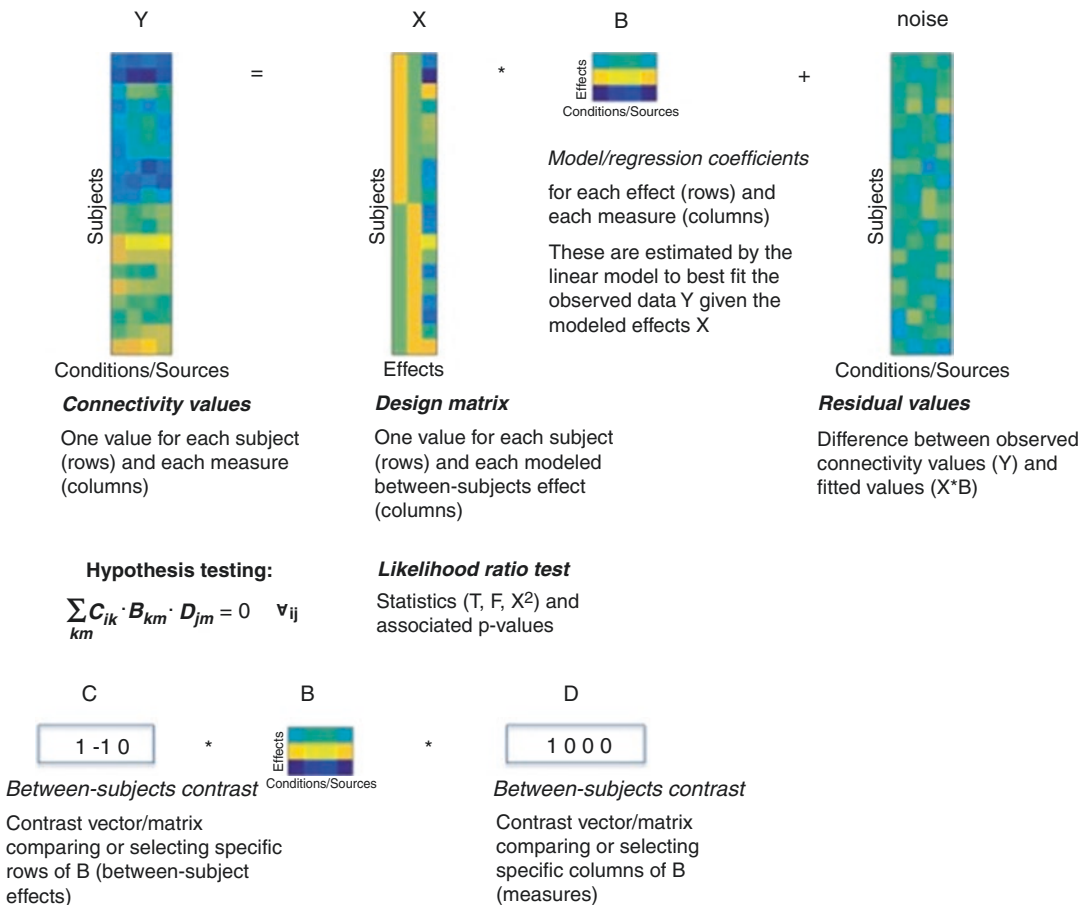 Y
X
B
noise
=
*
+
Subjects
Conditions/Sources
Connectivity values
One value for each subject
(rows) and each measure
(columns)
Subjects
Effects
Design matrix
One value for each subject
(rows) and each modeled
between-subjects effect
(columns)
Effects
Conditions/Sources
Model/regression coefficients
for each effect (rows) and
each measure (columns)
These are estimated by the
linear model to best fit the
observed data Y given the
modeled effects X
Subjects
Conditions/Sources
Residual values
Difference between observed
connectivity values (Y) and
fitted values (X*B)
Hypothesis testing:
∑ C_ik · B_km · D_jm = 0 ∀ij
km
Likelihood ratio test
Statistics (T, F, X²) and
associated p-values
C
B
D
1 -1 0
*
Effects
Conditions/Sources
*
1 0 0 0
Between-subjects contrast
Contrast vector/matrix
comparing or selecting specific
rows of B (between-subject
effects)
Between-subjects contrast
Contrast vector/matrix
comparing or selecting
specific columns of B
(measures)